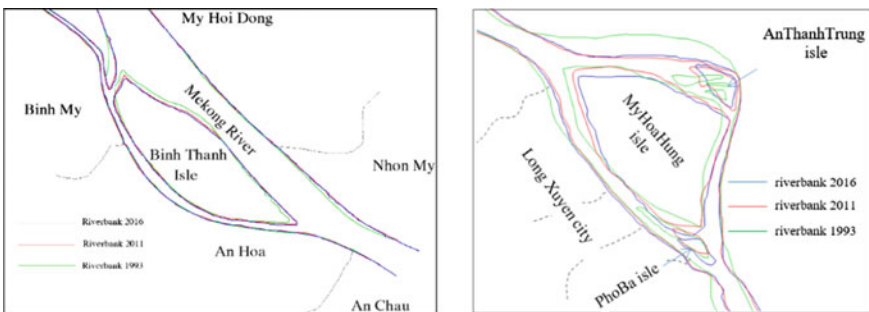 My Hoi Dong
Binh My
Mekong River
Binh Thanh
Isle
Nhon My
Riverbank 2016
Riverbank 2011
Riverbank 1993
An Hoa
An Chau
AnThanhTrung
isle
MyHoaHung
isle
Long Xuyen city
riverbank 2016
riverbank 2011
riverbank 1993
PhoBa isle